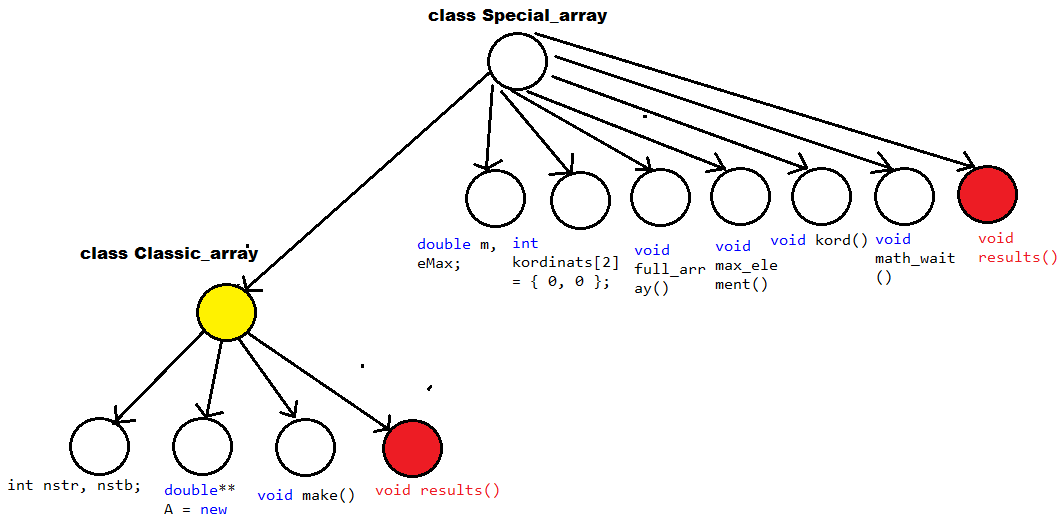 class Special_array
class Classic_array
double m,
eMax;
int
kordinats[2]
= { 0, 0 };
void
full_arr
ay()
void
max_ele
ment()
void kord()
void
math_wait
()
void
results()
int nstr, nstb;
double**
A = new
void make()
void results()